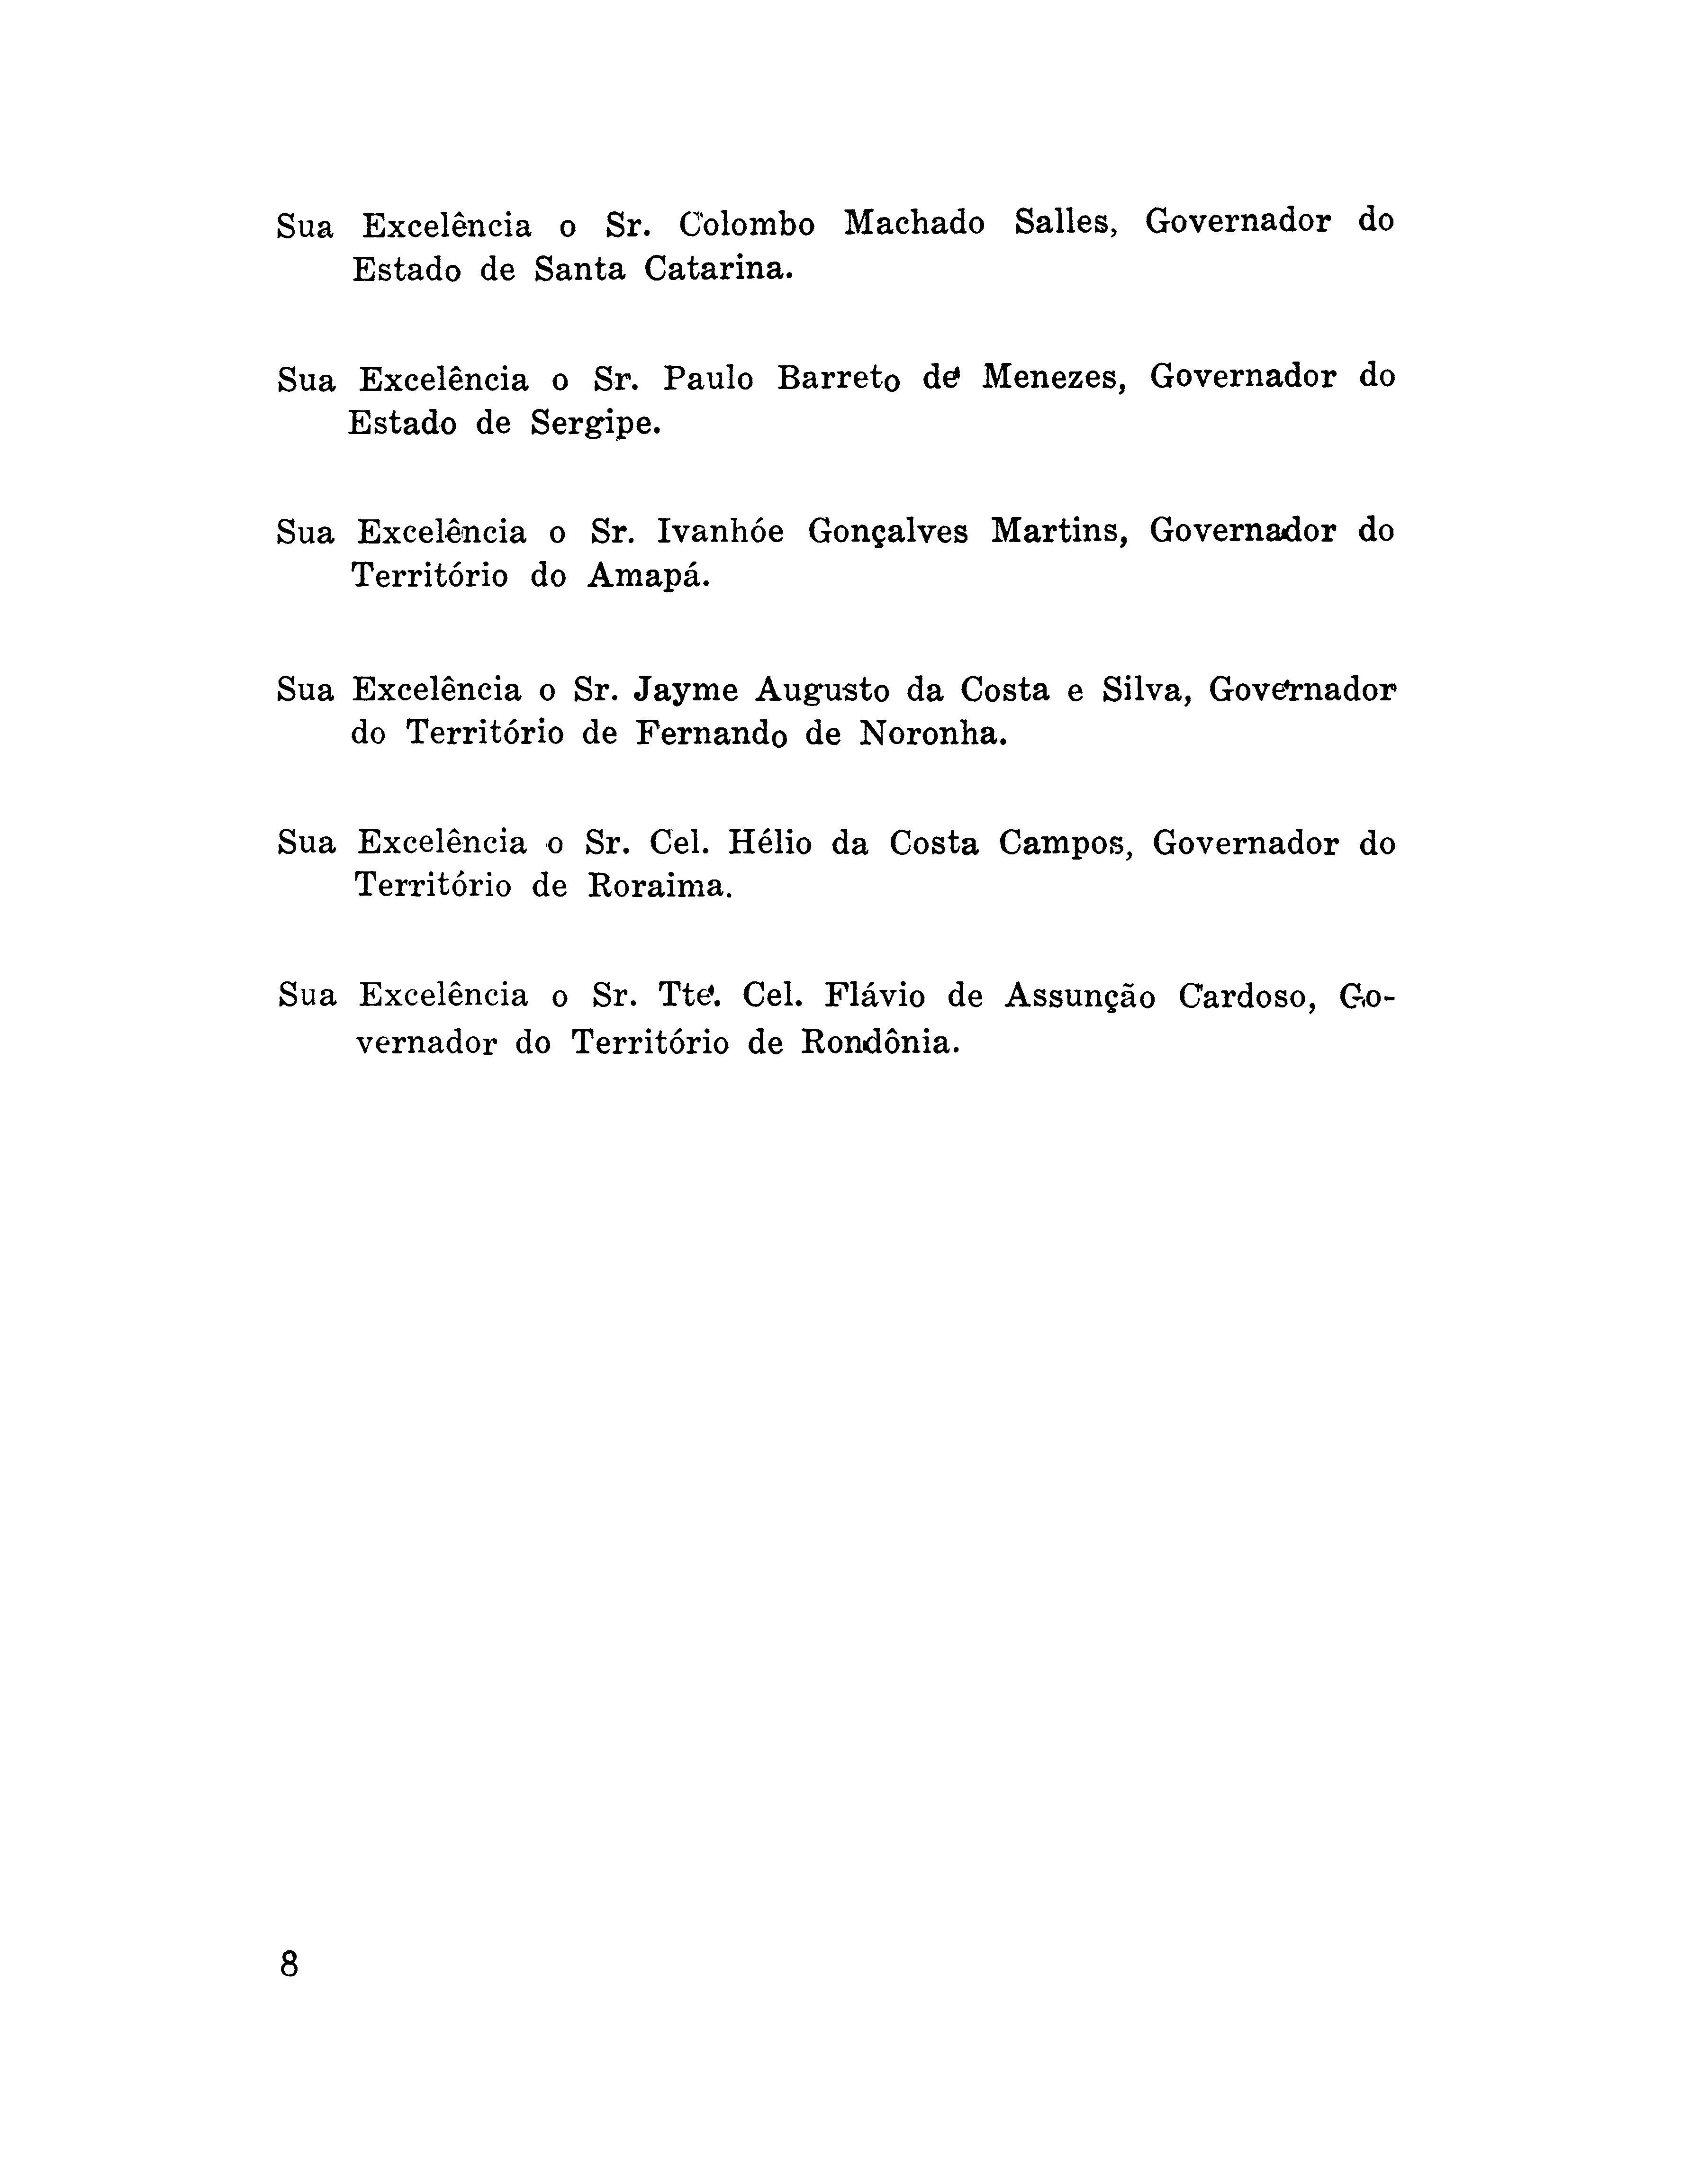 Sua Excelência o Sr. Colombo Machado Salles, Governador do
Estado de Santa Catarina.
Sua Excelência o Sr. Paulo Barreto de Menezes, Governador do
Estado de Sergipe.
Sua Excelência o Sr. Ivanhóe Gonçalves Martins, Governador do
Território do Amapá.
Sua Excelência o Sr. Jayme Augusto da Costa e Silva, Governador
do Território de Fernando de Noronha.
Sua Excelência o Sr. Cel. Hélio da Costa Campos, Governador do
Território de Roraima.
Sua Excelência o Sr. Tte. Cel. Flávio de Assunção Cardoso, Go-
vernador do Território de Rondônia.
8